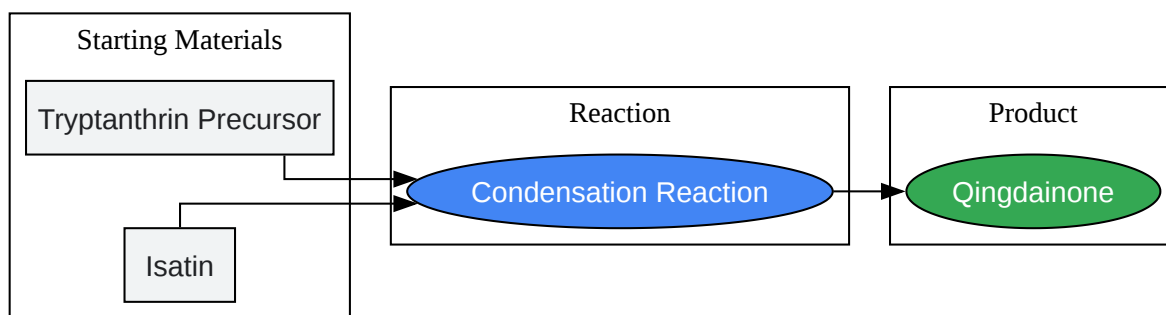 Starting Materials
Tryptanthrin Precursor
Isatin
Reaction
Condensation Reaction
Product
Qingdainone